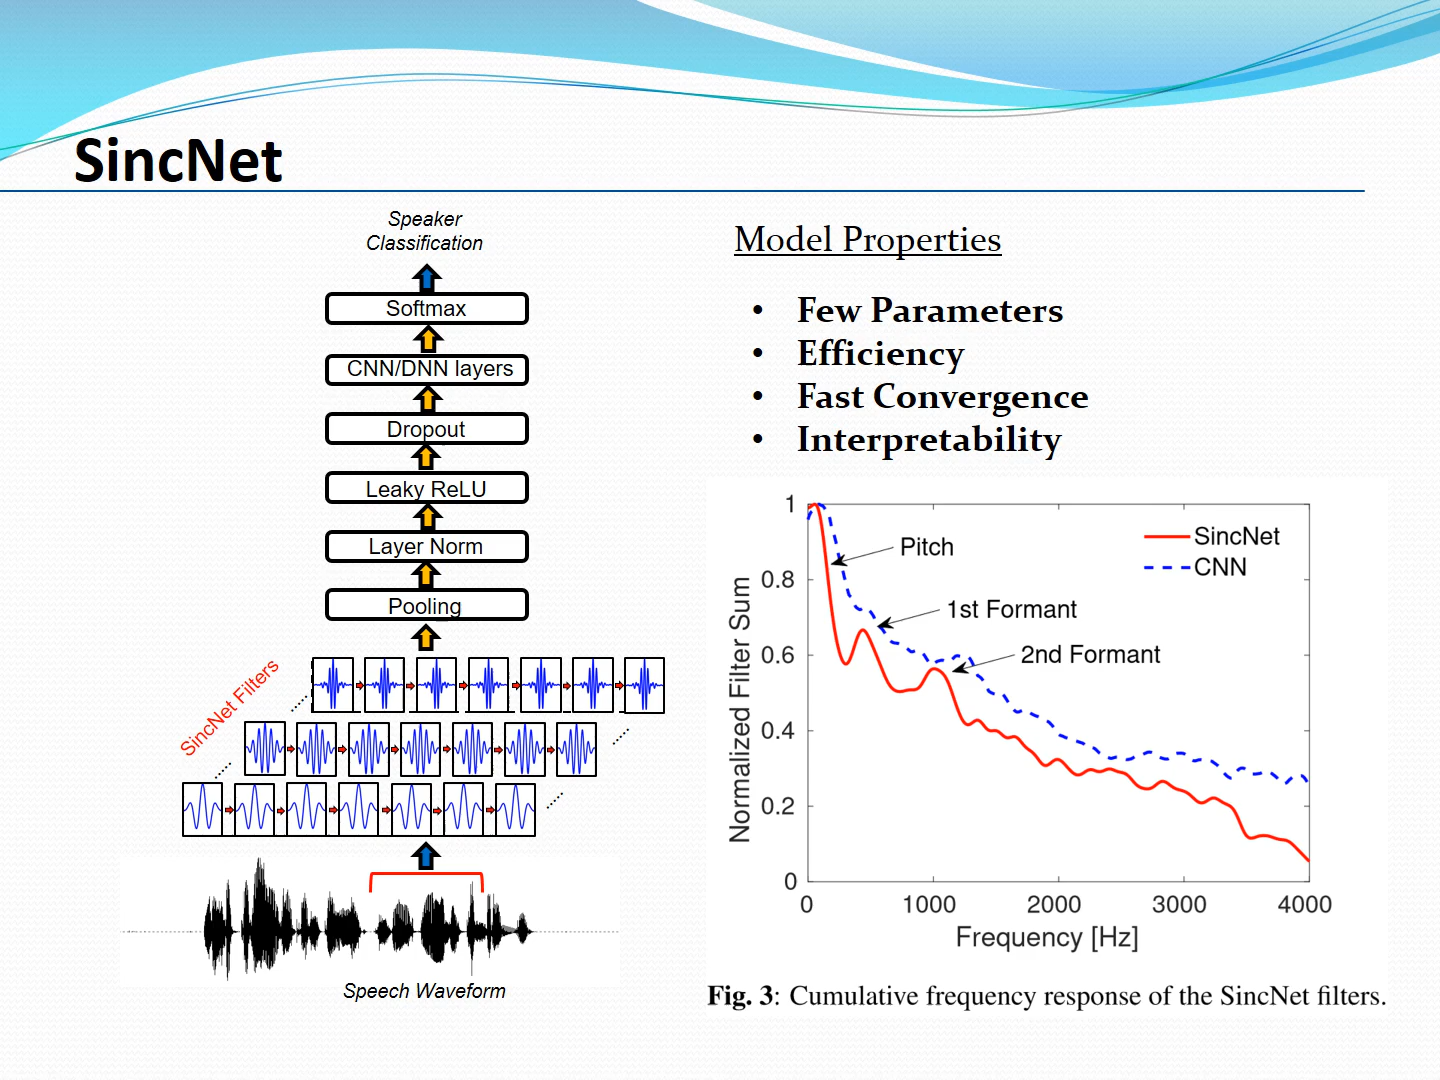 SincNet
Speaker
Classification
Softmax
CNN/DNN layers
Dropout
Leaky ReLU
Layer Norm
Pooling
SincNet Filters
Speech Waveform
Model Properties
• Few Parameters
• Efficiency
• Fast Convergence
• Interpretability
1
0.8
0.6
0.4
0.2
0
0 1000 2000 3000 4000
Normalized Filter Sum
Frequency [Hz]
Pitch
1st Formant
2nd Formant
SincNet
CNN
Fig. 3: Cumulative frequency response of the SincNet filters.